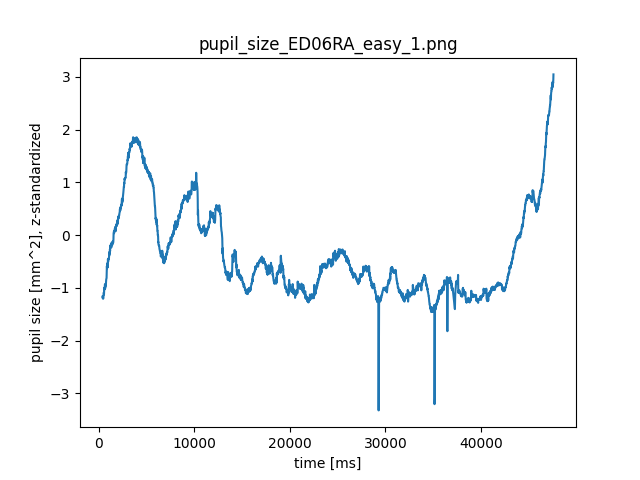 pupil_size_ED06RA_easy_1.png
pupil size [mm^2], z-standardized
3
2
1
0
−1
−2
−3
0 10000 20000 30000 40000
time [ms]